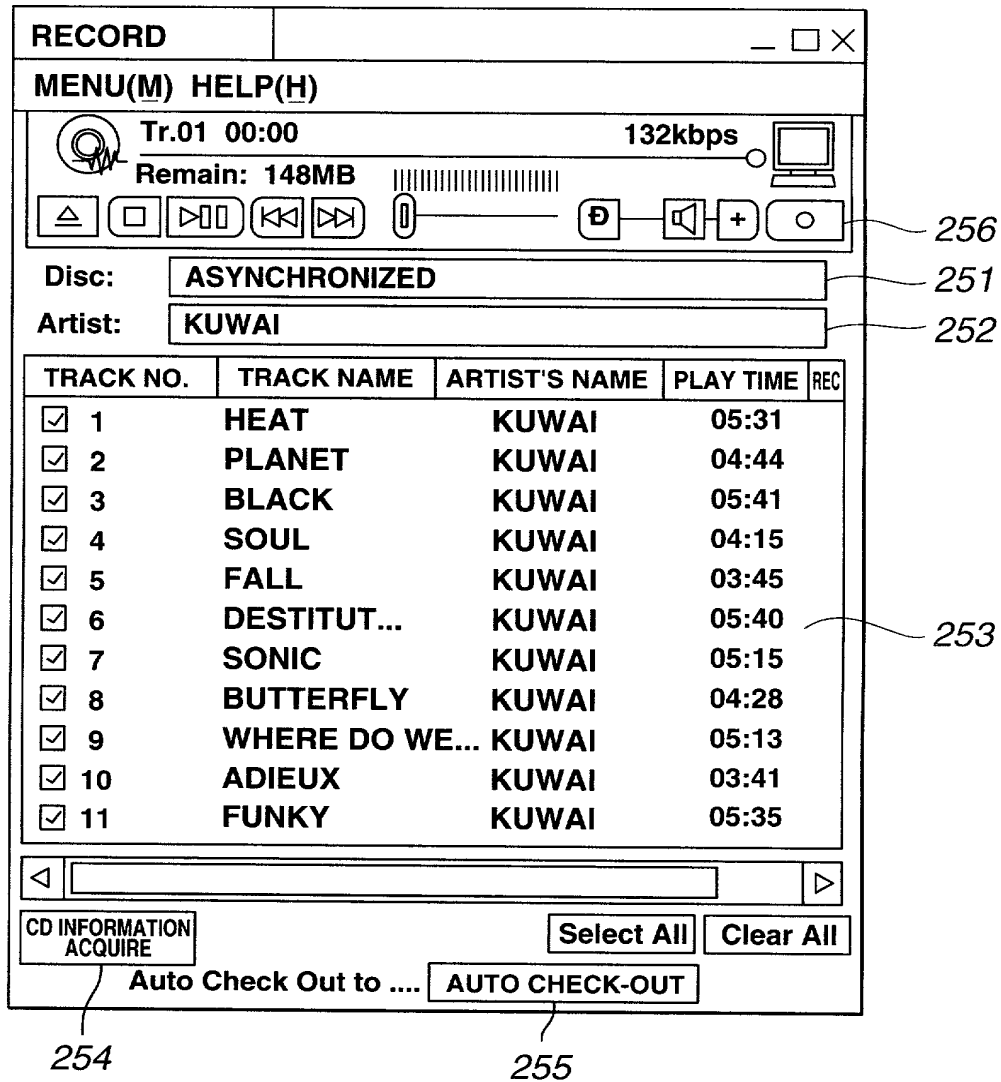 RECORD
MENU(M) HELP(H)
Tr.01 00:00 132kbps
Remain: 148MB
Đ +
256
Disc: ASYNCHRONIZED 251
Artist: KUWAI 252
TRACK NO. TRACK NAME ARTIST'S NAME PLAY TIME REC
1 HEAT KUWAI 05:31
2 PLANET KUWAI 04:44
3 BLACK KUWAI 05:41
4 SOUL KUWAI 04:15
5 FALL KUWAI 03:45
6 DESTITUT... KUWAI 05:40
253
7 SONIC KUWAI 05:15
8 BUTTERFLY KUWAI 04:28
9 WHERE DO WE... KUWAI 05:13
10 ADIEUX KUWAI 03:41
11 FUNKY KUWAI 05:35
CD INFORMATION
ACQUIRE
Select All Clear All
Auto Check Out to .... AUTO CHECK-OUT
254 255